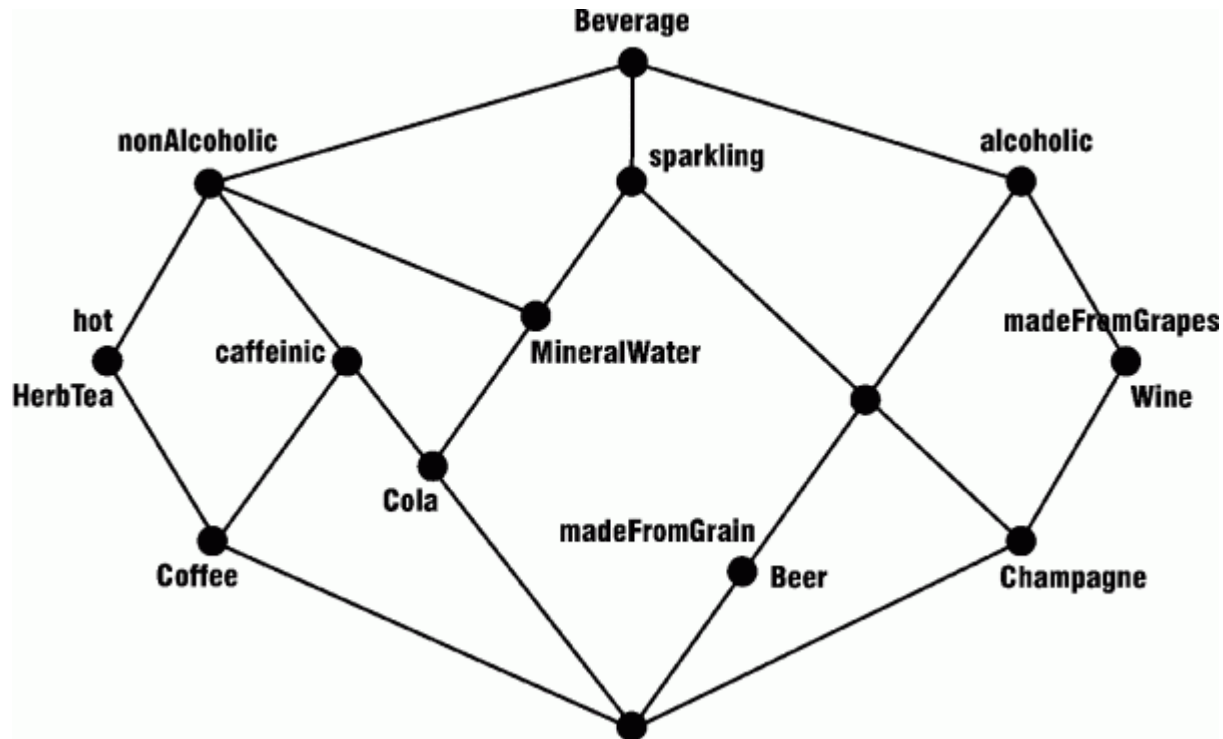 Beverage
nonAlcoholic
sparkling
alcoholic
hot
madeFromGrapes
caffeinic
MineralWater
HerbTea
Wine
Cola
madeFromGrain
Coffee
Beer
Champagne